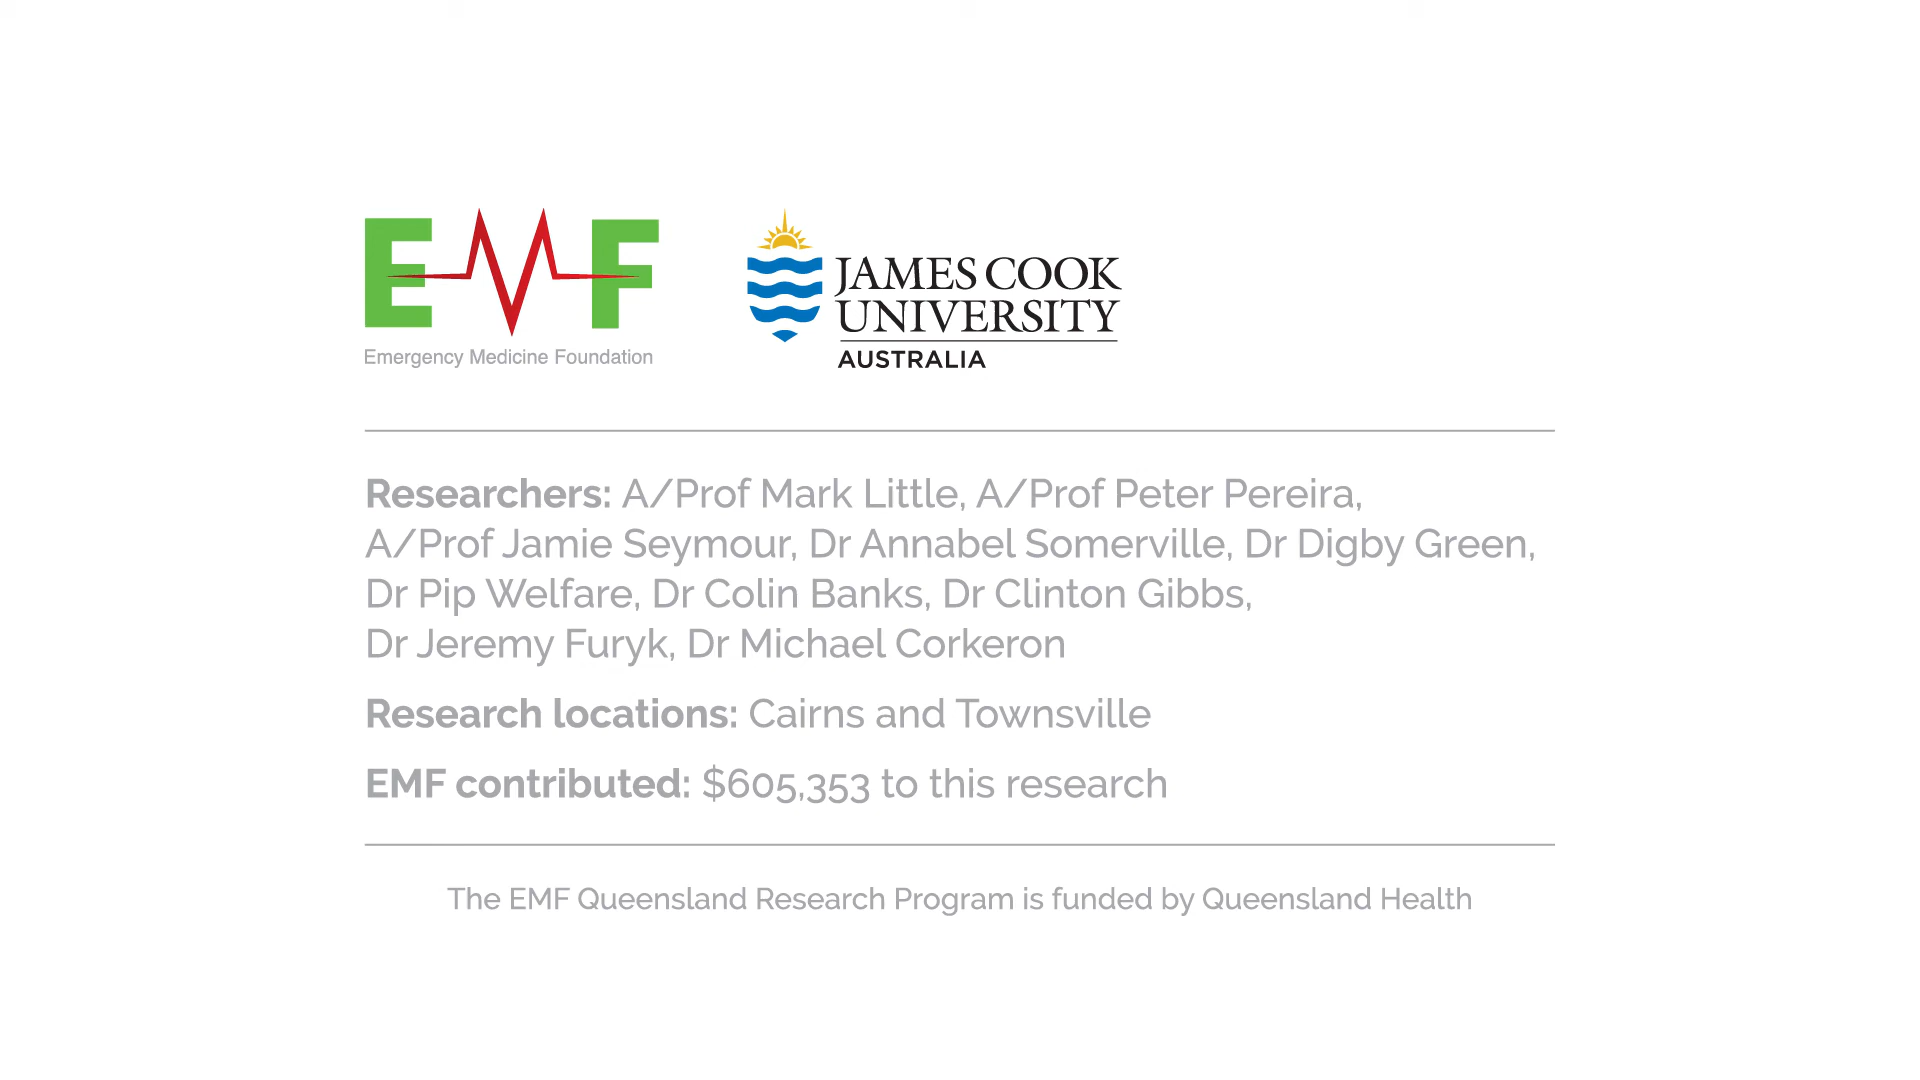 EMF
Emergency Medicine Foundation
JAMES COOK
UNIVERSITY
AUSTRALIA
Researchers: A/Prof Mark Little, A/Prof Peter Pereira,
A/Prof Jamie Seymour, Dr Annabel Somerville, Dr Digby Green,
Dr Pip Welfare, Dr Colin Banks, Dr Clinton Gibbs,
Dr Jeremy Furyk, Dr Michael Corkeron
Research locations: Cairns and Townsville
EMF contributed: $605,353 to this research
The EMF Queensland Research Program is funded by Queensland Health